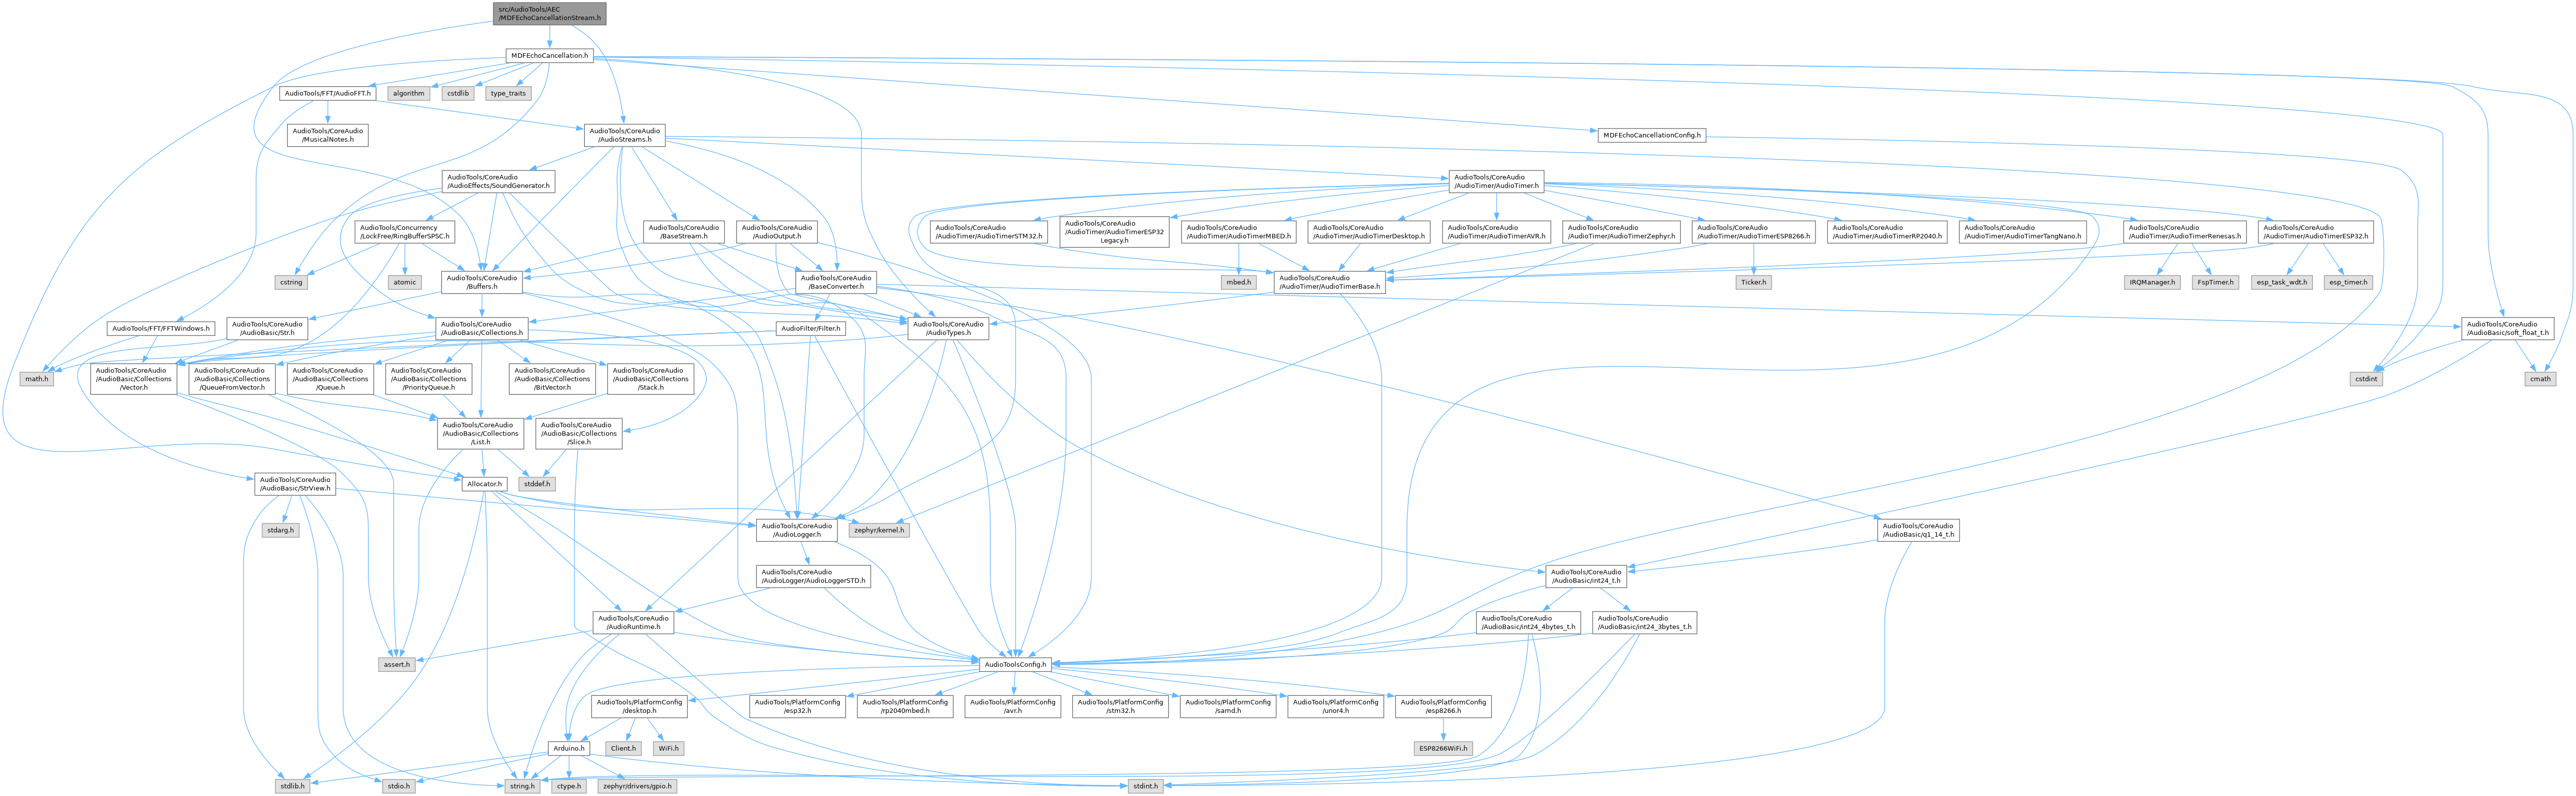 src/AudioTools/AEC
/MDFEchoCancellationStream.h
MDFEchoCancellation.h
AudioTools/FFT/AudioFFT.h
algorithm
cstdlib
type_traits
AudioTools/CoreAudio
/MusicalNotes.h
AudioTools/CoreAudio
/AudioStreams.h
MDFEchoCancellationConfig.h
AudioTools/CoreAudio
/AudioEffects/SoundGenerator.h
AudioTools/CoreAudio
/AudioTimer/AudioTimer.h
AudioTools/Concurrency
/LockFree/RingBufferSPSC.h
AudioTools/CoreAudio
/BaseStream.h
AudioTools/CoreAudio
/AudioOutput.h
AudioTools/CoreAudio
/AudioTimer/AudioTimerSTM32.h
AudioTools/CoreAudio
/AudioTimer/AudioTimerESP32
Legacy.h
AudioTools/CoreAudio
/AudioTimer/AudioTimerMBED.h
AudioTools/CoreAudio
/AudioTimer/AudioTimerDesktop.h
AudioTools/CoreAudio
/AudioTimer/AudioTimerAVR.h
AudioTools/CoreAudio
/AudioTimer/AudioTimerZephyr.h
AudioTools/CoreAudio
/AudioTimer/AudioTimerESP8266.h
AudioTools/CoreAudio
/AudioTimer/AudioTimerRP2040.h
AudioTools/CoreAudio
/AudioTimer/AudioTimerTangNano.h
AudioTools/CoreAudio
/AudioTimer/AudioTimerRenesas.h
AudioTools/CoreAudio
/AudioTimer/AudioTimerESP32.h
cstring
atomic
AudioTools/CoreAudio
/Buffers.h
AudioTools/CoreAudio
/BaseConverter.h
mbed.h
AudioTools/CoreAudio
/AudioTimer/AudioTimerBase.h
Ticker.h
IRQManager.h
FspTimer.h
esp_task_wdt.h
esp_timer.h
AudioTools/FFT/FFTWindows.h
AudioTools/CoreAudio
/AudioBasic/Str.h
AudioTools/CoreAudio
/AudioBasic/Collections.h
AudioFilter/Filter.h
AudioTools/CoreAudio
/AudioTypes.h
AudioTools/CoreAudio
/AudioBasic/soft_float_t.h
math.h
AudioTools/CoreAudio
/AudioBasic/Collections
/Vector.h
AudioTools/CoreAudio
/AudioBasic/Collections
/QueueFromVector.h
AudioTools/CoreAudio
/AudioBasic/Collections
/Queue.h
AudioTools/CoreAudio
/AudioBasic/Collections
/PriorityQueue.h
AudioTools/CoreAudio
/AudioBasic/Collections
/BitVector.h
AudioTools/CoreAudio
/AudioBasic/Collections
/Stack.h
cstdint
cmath
AudioTools/CoreAudio
/AudioBasic/Collections
/List.h
AudioTools/CoreAudio
/AudioBasic/Collections
/Slice.h
AudioTools/CoreAudio
/AudioBasic/StrView.h
Allocator.h
stddef.h
stdarg.h
AudioTools/CoreAudio
/AudioLogger.h
zephyr/kernel.h
AudioTools/CoreAudio
/AudioBasic/q1_14_t.h
AudioTools/CoreAudio
/AudioLogger/AudioLoggerSTD.h
AudioTools/CoreAudio
/AudioBasic/int24_t.h
AudioTools/CoreAudio
/AudioRuntime.h
AudioTools/CoreAudio
/AudioBasic/int24_4bytes_t.h
AudioTools/CoreAudio
/AudioBasic/int24_3bytes_t.h
assert.h
AudioToolsConfig.h
AudioTools/PlatformConfig
/desktop.h
AudioTools/PlatformConfig
/esp32.h
AudioTools/PlatformConfig
/rp2040mbed.h
AudioTools/PlatformConfig
/avr.h
AudioTools/PlatformConfig
/stm32.h
AudioTools/PlatformConfig
/samd.h
AudioTools/PlatformConfig
/unor4.h
AudioTools/PlatformConfig
/esp8266.h
Arduino.h
Client.h
WiFi.h
ESP8266WiFi.h
stdlib.h
stdio.h
string.h
ctype.h
zephyr/drivers/gpio.h
stdint.h